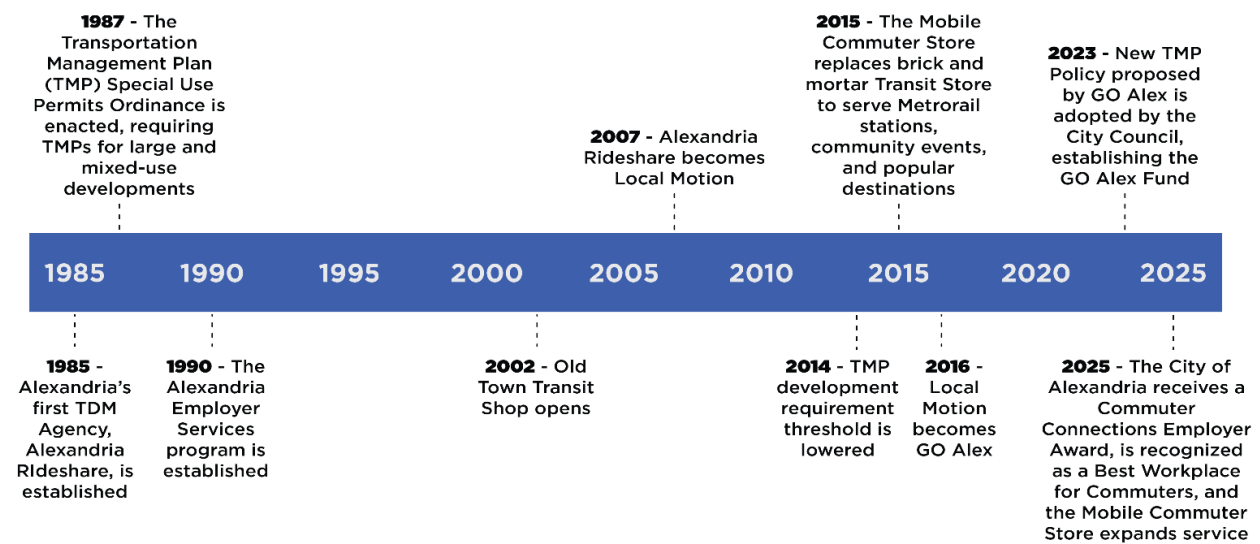 1987 - The
Transportation
Management Plan
(TMP) Special Use
Permits Ordinance is
enacted, requiring
TMPs for large and
mixed-use
developments
2007 - Alexandria
Rideshare becomes
Local Motion
2015 - The Mobile
Commuter Store
replaces brick and
mortar Transit Store
to serve Metrorail
stations,
community events,
and popular
destinations
2023 - New TMP
Policy proposed
by GO Alex is
adopted by the
City Council,
establishing the
GO Alex Fund
1985 1990 1995 2000 2005 2010 2015 2020 2025
1985 -
Alexandria's
first TDM
Agency,
Alexandria
RIdeshare, is
established
1990 - The
Alexandria
Employer
Services
program is
established
2002 - Old
Town Transit
Shop opens
2014 - TMP
development
requirement
threshold is
lowered
2016 -
Local
Motion
becomes
GO Alex
2025 - The City of
Alexandria receives a
Commuter
Connections Employer
Award, is recognized
as a Best Workplace
for Commuters, and
the Mobile Commuter
Store expands service